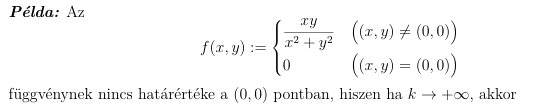 Példa: Az
f(x, y) := { xy / (x² + y²)   ((x, y) ≠ (0, 0))
0   ((x, y) = (0, 0))
függvénynek nincs határértéke a (0, 0) pontban, hiszen ha k → +∞, akkor